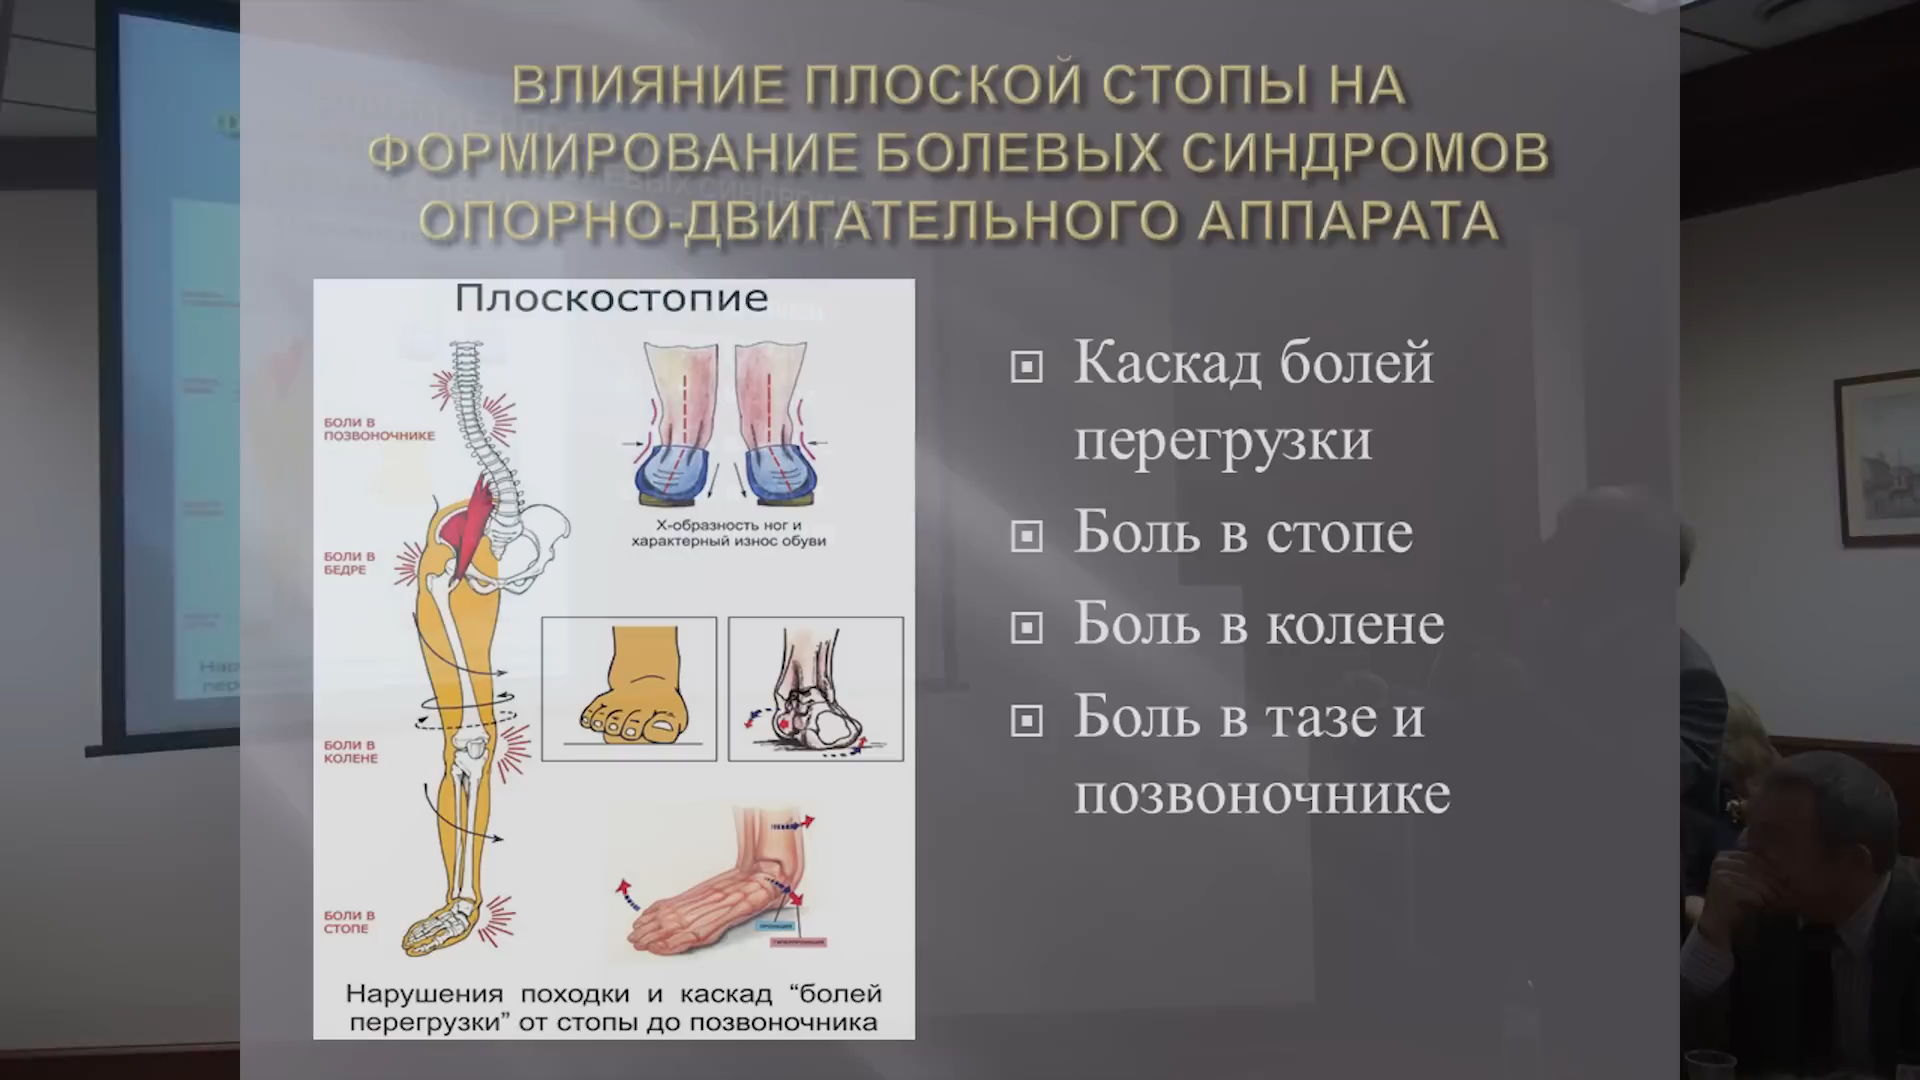 ВЛИЯНИЕ ПЛОСКОЙ СТОПЫ НА
ФОРМИРОВАНИЕ БОЛЕВЫХ СИНДРОМОВ
ОПОРНО-ДВИГАТЕЛЬНОГО АППАРАТА
Плоскостопие
БОЛИ В
ПОЗВОНОЧНИКЕ
Х-образность ног и
характерный износ обуви
БОЛИ В
БЕДРЕ
БОЛИ В
КОЛЕНЕ
БОЛИ В
СТОПЕ
ПРОНАЦИЯ
ГИПЕРПРОНАЦИЯ
Нарушения походки и каскад “болей
перегрузки” от стопы до позвоночника
Каскад болей
перегрузки
Боль в стопе
Боль в колене
Боль в тазе и
позвоночнике